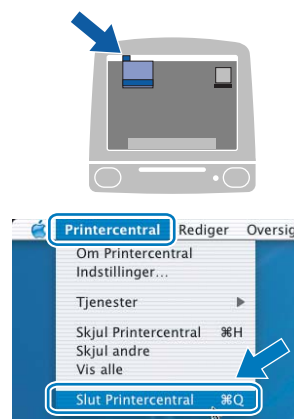 Printercentral Rediger Oversig
Om Printercentral
Indstillinger...
Tjenester
Skjul Printercentral ⌘H
Skjul andre
Vis alle
Slut Printercentral ⌘Q